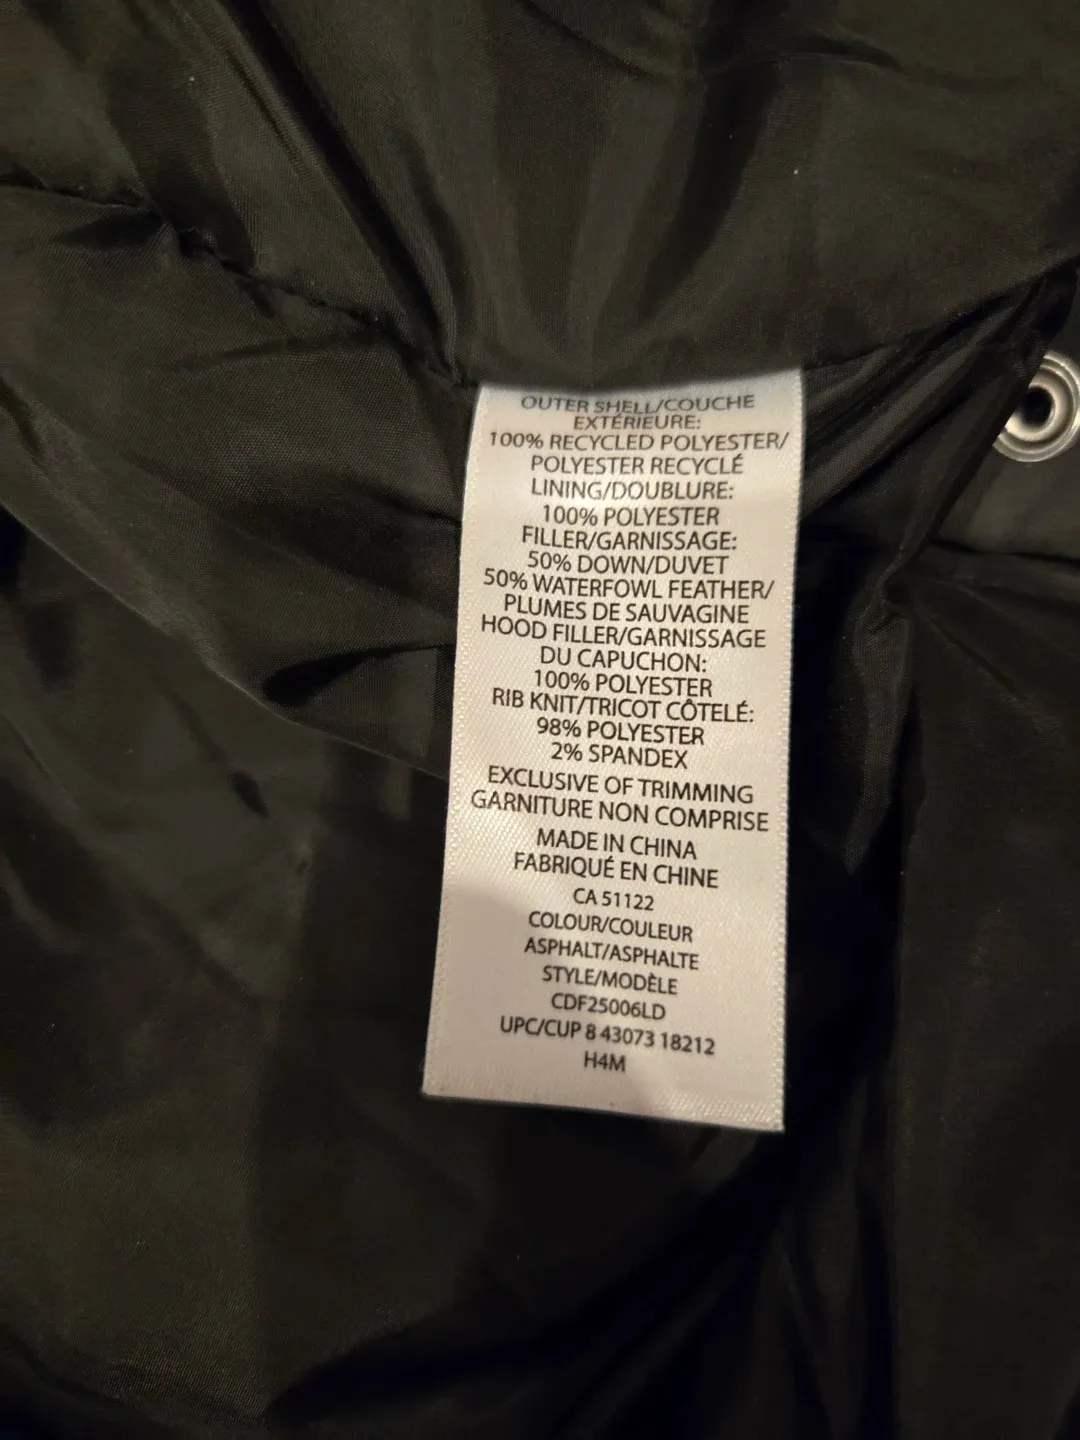 OUTER SHELL/COUCHE
EXTÉRIEURE:
100% RECYCLED POLYESTER/
POLYESTER RECYCLÉ
LINING/DOUBLURE:
100% POLYESTER
FILLER/GARNISSAGE:
50% DOWN/DUVET
50% WATERFOWL FEATHER/
PLUMES DE SAUVAGINE
HOOD FILLER/GARNISSAGE
DU CAPUCHON:
100% POLYESTER
RIB KNIT/TRICOT CÔTELÉ:
98% POLYESTER
2% SPANDEX
EXCLUSIVE OF TRIMMING
GARNITURE NON COMPRISE
MADE IN CHINA
FABRIQUÉ EN CHINE
CA 51122
COLOUR/COULEUR
ASPHALT/ASPHALTE
STYLE/MODÈLE
CDF25006LD
UPC/CUP 8 43073 18212
H4M